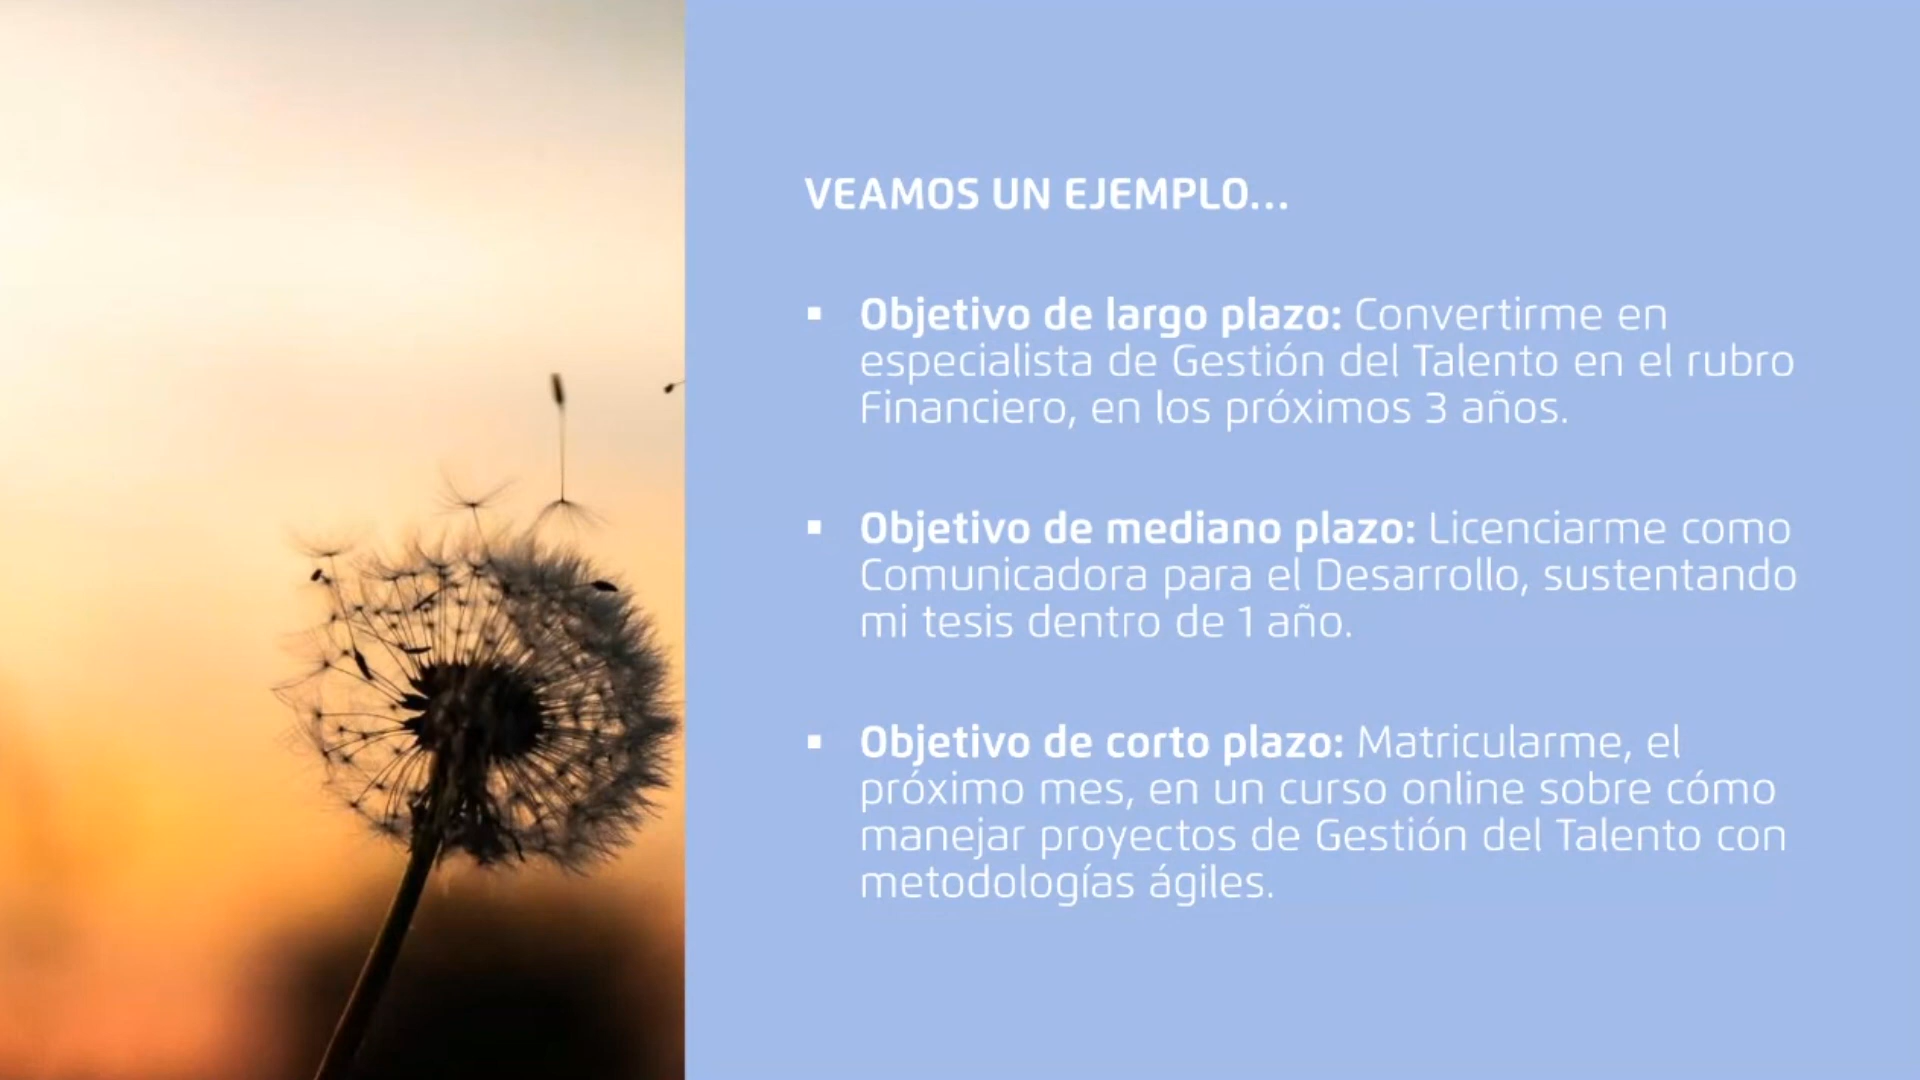 VEAMOS UN EJEMPLO...
▪ Objetivo de largo plazo: Convertirme en
especialista de Gestión del Talento en el rubro
Financiero, en los próximos 3 años.
▪ Objetivo de mediano plazo: Licenciarme como
Comunicadora para el Desarrollo, sustentando
mi tesis dentro de 1 año.
▪ Objetivo de corto plazo: Matricularme, el
próximo mes, en un curso online sobre cómo
manejar proyectos de Gestión del Talento con
metodologías ágiles.